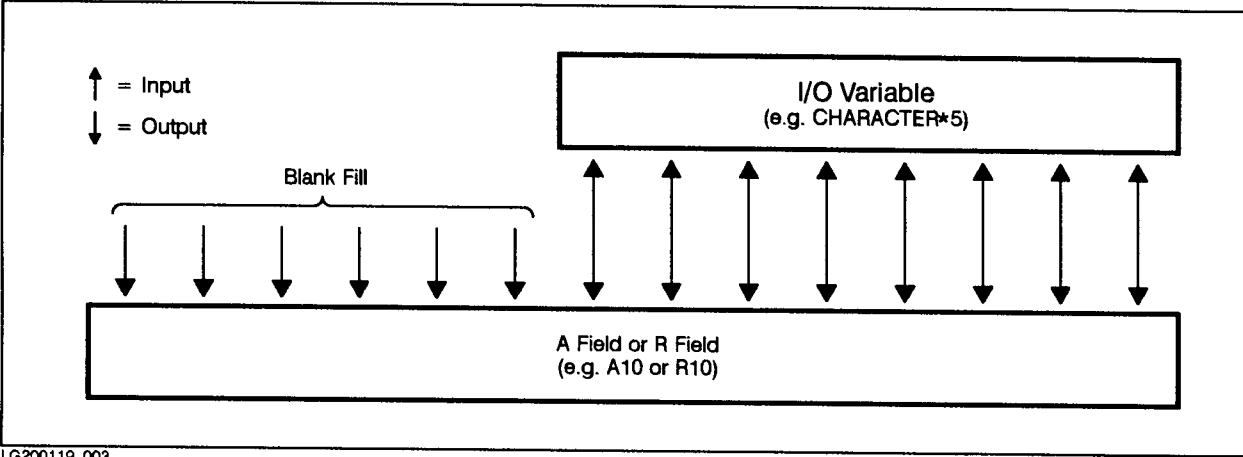 = Input
= Output
I/O Variable
(e.g. CHARACTER*5)
Blank Fill
A Field or R Field
(e.g. A10 or R10)
LG200119_003